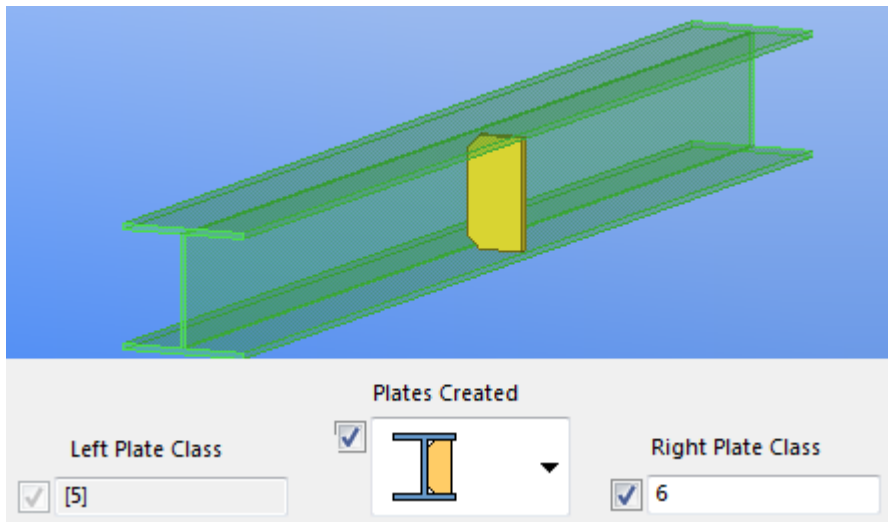 Plates Created
Left Plate Class
Right Plate Class
[5]
6